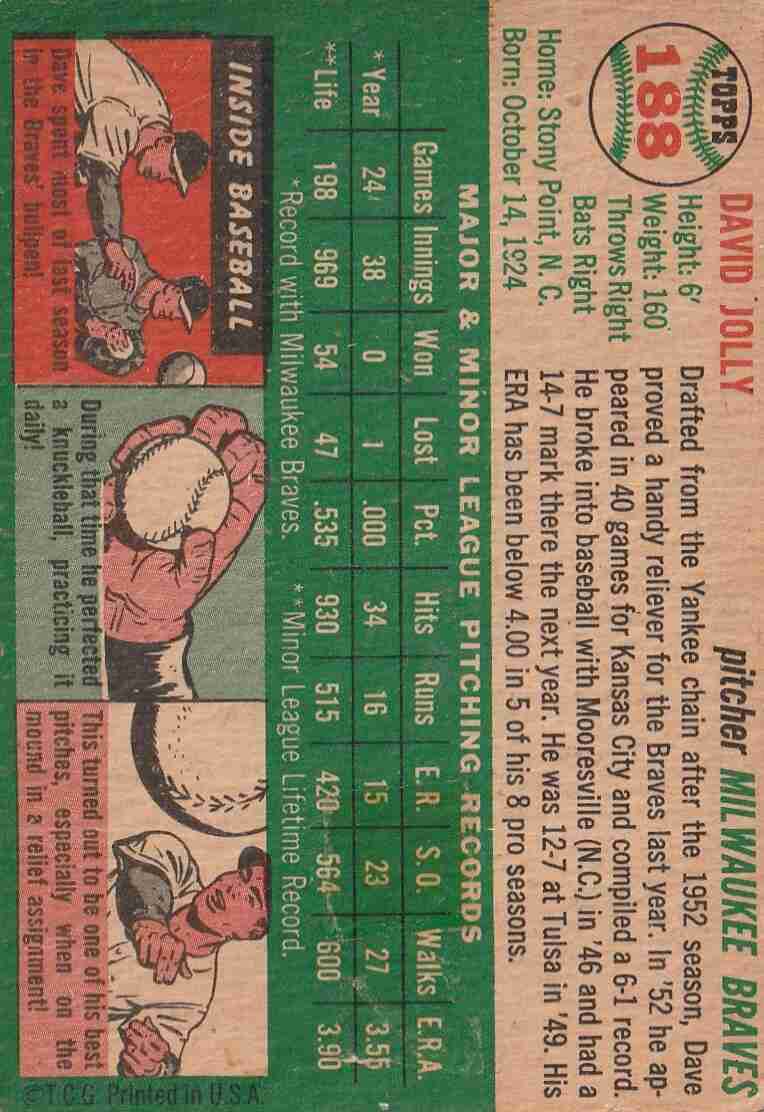 TOPPS
188
DAVID JOLLY
pitcher MILWAUKEE BRAVES
Height: 6'
Weight: 160
Throws Right
Bats Right
Home: Stony Point, N. C.
Born: October 14, 1924
Drafted from the Yankee chain after the 1952 season, Dave
proved a handy reliever for the Braves last year. In '52 he ap-
peared in 40 games for Kansas City and compiled a 6-1 record.
He broke into baseball with Mooresville (N.C.) in '46 and had a
14-7 mark there the next year. He was 12-7 at Tulsa in '49. His
ERA has been below 4.00 in 5 of his 8 pro seasons.
MAJOR & MINOR LEAGUE PITCHING RECORDS
Games Innings Won Lost Pct. Hits Runs E.R. S.O. Walks E.R.A.
*Year 24 38 0 1 .000 34 16 15 23 27 3.55
**Life 198 969 54 47 .535 930 515 420 564 600 3.90
*Record with Milwaukee Braves. **Minor League Lifetime Record.
INSIDE BASEBALL
Dave spent most of last season
in the Braves' bullpen!
During that time he perfected
a knuckleball, practicing it
daily!
This turned out to be one of his best
pitches, especially when on the
mound in a relief assignment!
©T.C.G. Printed in U.S.A.